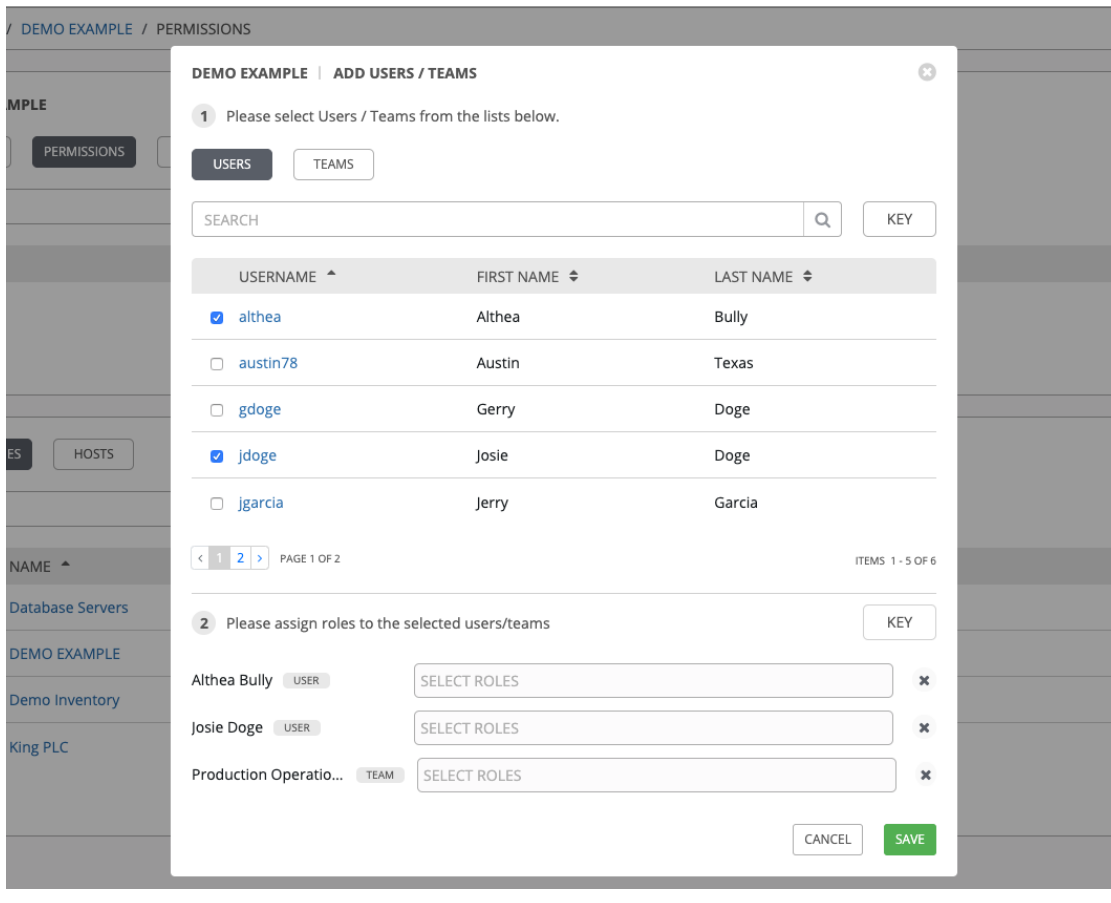 / DEMO EXAMPLE / PERMISSIONS
DEMO EXAMPLE | ADD USERS / TEAMS
1 Please select Users / Teams from the lists below.
PERMISSIONS
USERS TEAMS
SEARCH KEY
USERNAME FIRST NAME LAST NAME
althea Althea Bully
austin78 Austin Texas
gdoge Gerry Doge
jdoge Josie Doge
jgarcia Jerry Garcia
HOSTS
< 1 2 > PAGE 1 OF 2 ITEMS 1 - 5 OF 6
NAME
Database Servers
DEMO EXAMPLE
Demo Inventory
King PLC
2 Please assign roles to the selected users/teams KEY
Althea Bully USER SELECT ROLES
Josie Doge USER SELECT ROLES
Production Operatio... TEAM SELECT ROLES
CANCEL SAVE